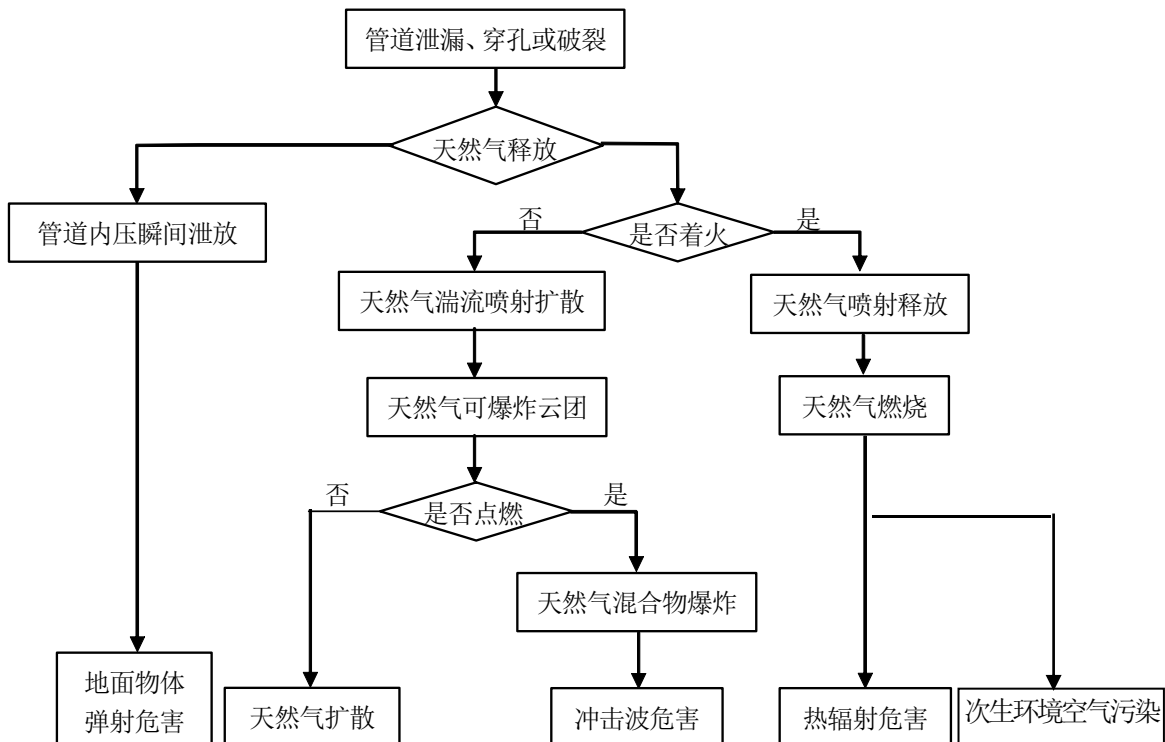 管道泄漏、穿孔或破裂
天然气释放
管道内压瞬间泄放
否
是否着火
是
天然气湍流喷射扩散
天然气喷射释放
天然气可爆炸云团
天然气燃烧
否
是否点燃
是
天然气混合物爆炸
地面物体
弹射危害
天然气扩散
冲击波危害
热辐射危害
次生环境空气污染